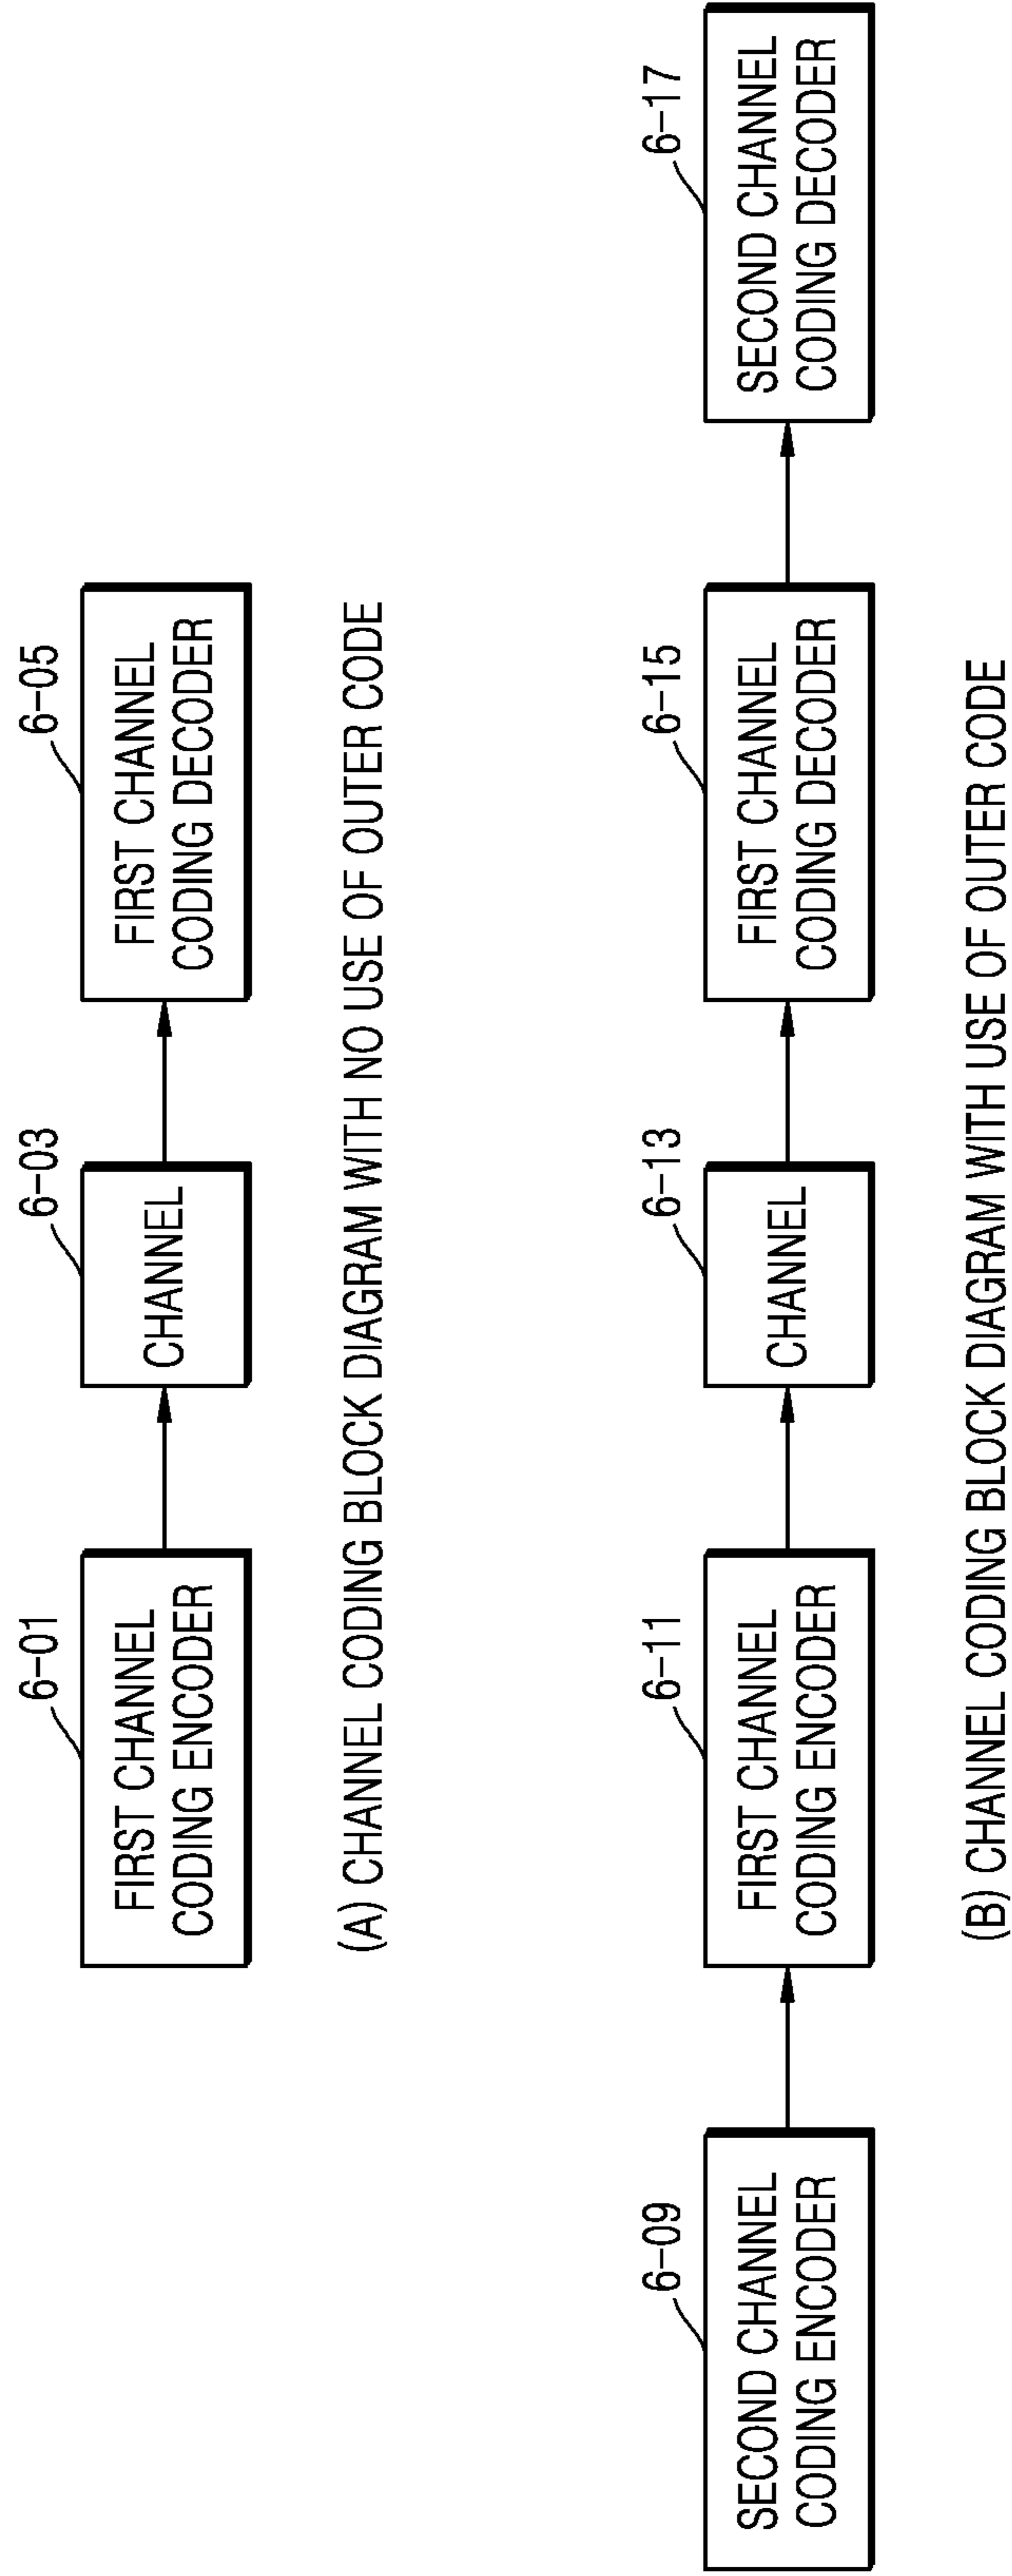 6-01
6-03
6-05
FIRST CHANNEL
CODING ENCODER
CHANNEL
FIRST CHANNEL
CODING DECODER
(A) CHANNEL CODING BLOCK DIAGRAM WITH NO USE OF OUTER CODE
6-09
6-11
6-13
6-15
6-17
SECOND CHANNEL
CODING ENCODER
FIRST CHANNEL
CODING ENCODER
CHANNEL
FIRST CHANNEL
CODING DECODER
SECOND CHANNEL
CODING DECODER
(B) CHANNEL CODING BLOCK DIAGRAM WITH USE OF OUTER CODE